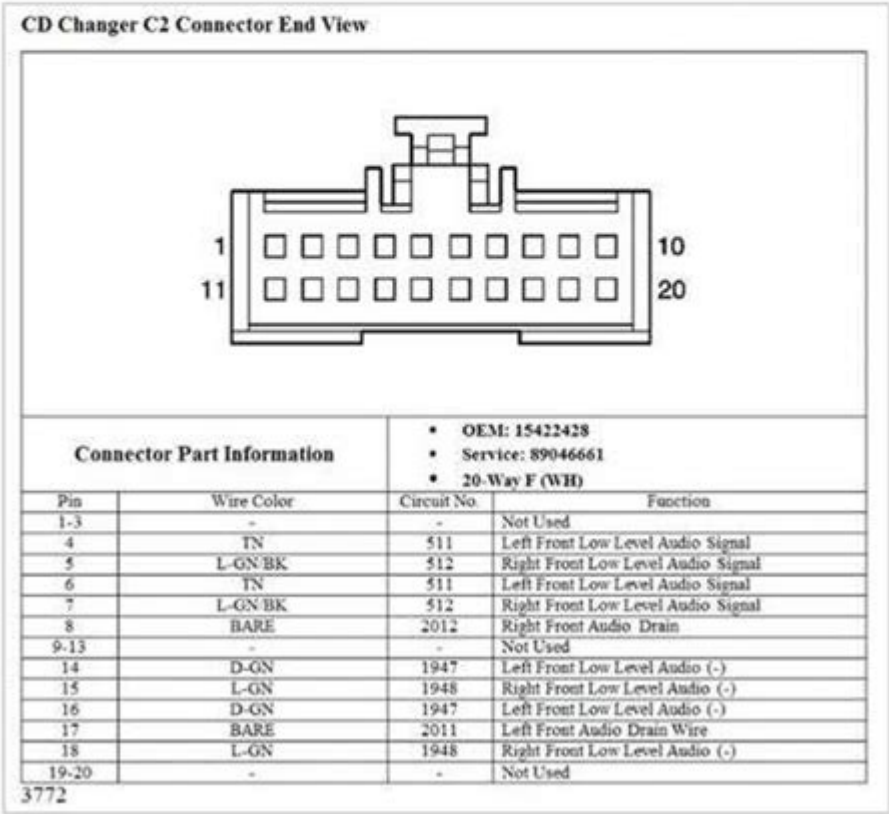 CD Changer C2 Connector End View
1 10
11 20
Connector Part Information
• OEM: 15422428
• Service: 89046661
• 20-Way F (WH)
Pin Wire Color Circuit No. Function
1-3 - - Not Used
4 TN 511 Left Front Low Level Audio Signal
5 L-GN/BK 512 Right Front Low Level Audio Signal
6 TN 511 Left Front Low Level Audio Signal
7 L-GN/BK 512 Right Front Low Level Audio Signal
8 BARE 2012 Right Front Audio Drain
9-13 - - Not Used
14 D-GN 1947 Left Front Low Level Audio (-)
15 L-GN 1948 Right Front Low Level Audio (-)
16 D-GN 1947 Left Front Low Level Audio (-)
17 BARE 2011 Left Front Audio Drain Wire
18 L-GN 1948 Right Front Low Level Audio (-)
19-20 - - Not Used
3772